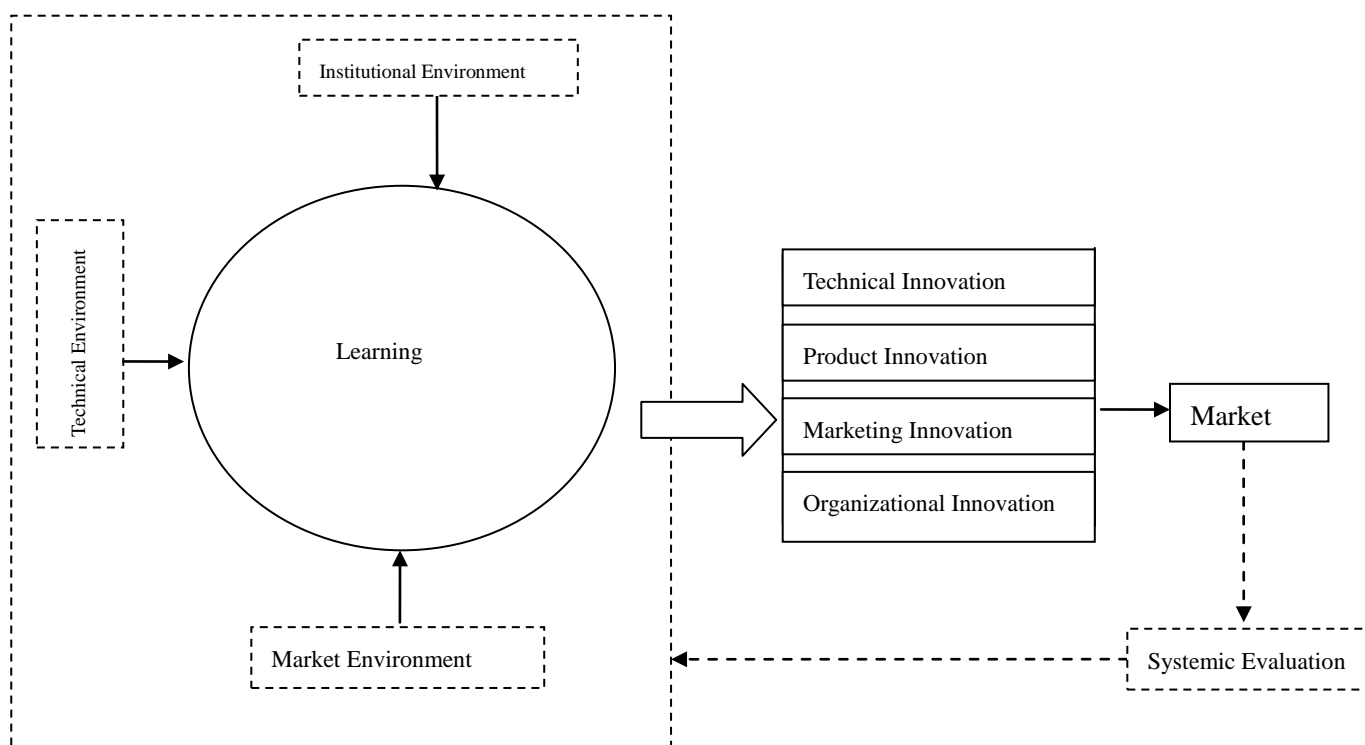 Institutional Environment
Technical Environment
Learning
Market Environment
Technical Innovation
Product Innovation
Marketing Innovation
Organizational Innovation
Market
Systemic Evaluation